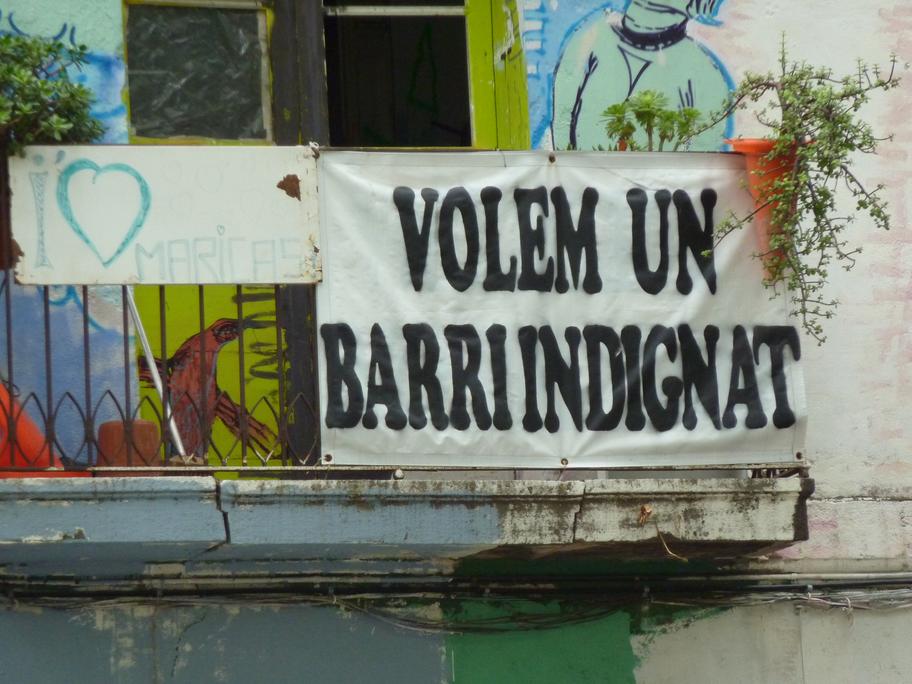 I ♡
MARICAS
VOLEM UN
BARRI INDIGNAT